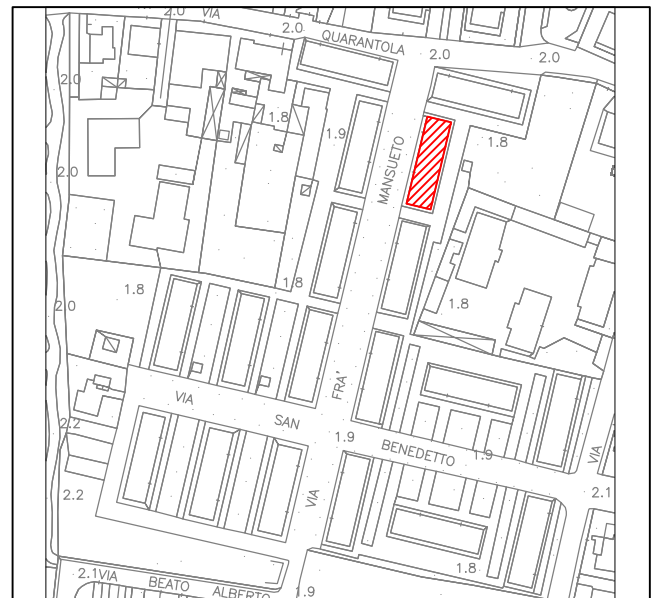 2.0
VIA
2.0
QUARANTOLA
2.0
2.0
2.0
1.8
1.9
1.8
MANSUETO
2.0
1.8
1.8
1.8
2.0
FRA'
VIA
SAN
1.9
BENEDETTO
1.9
VIA
2.2
2.2
VIA
2.1
2.1 VIA
BEATO
ALBERTO
1.9
1.8